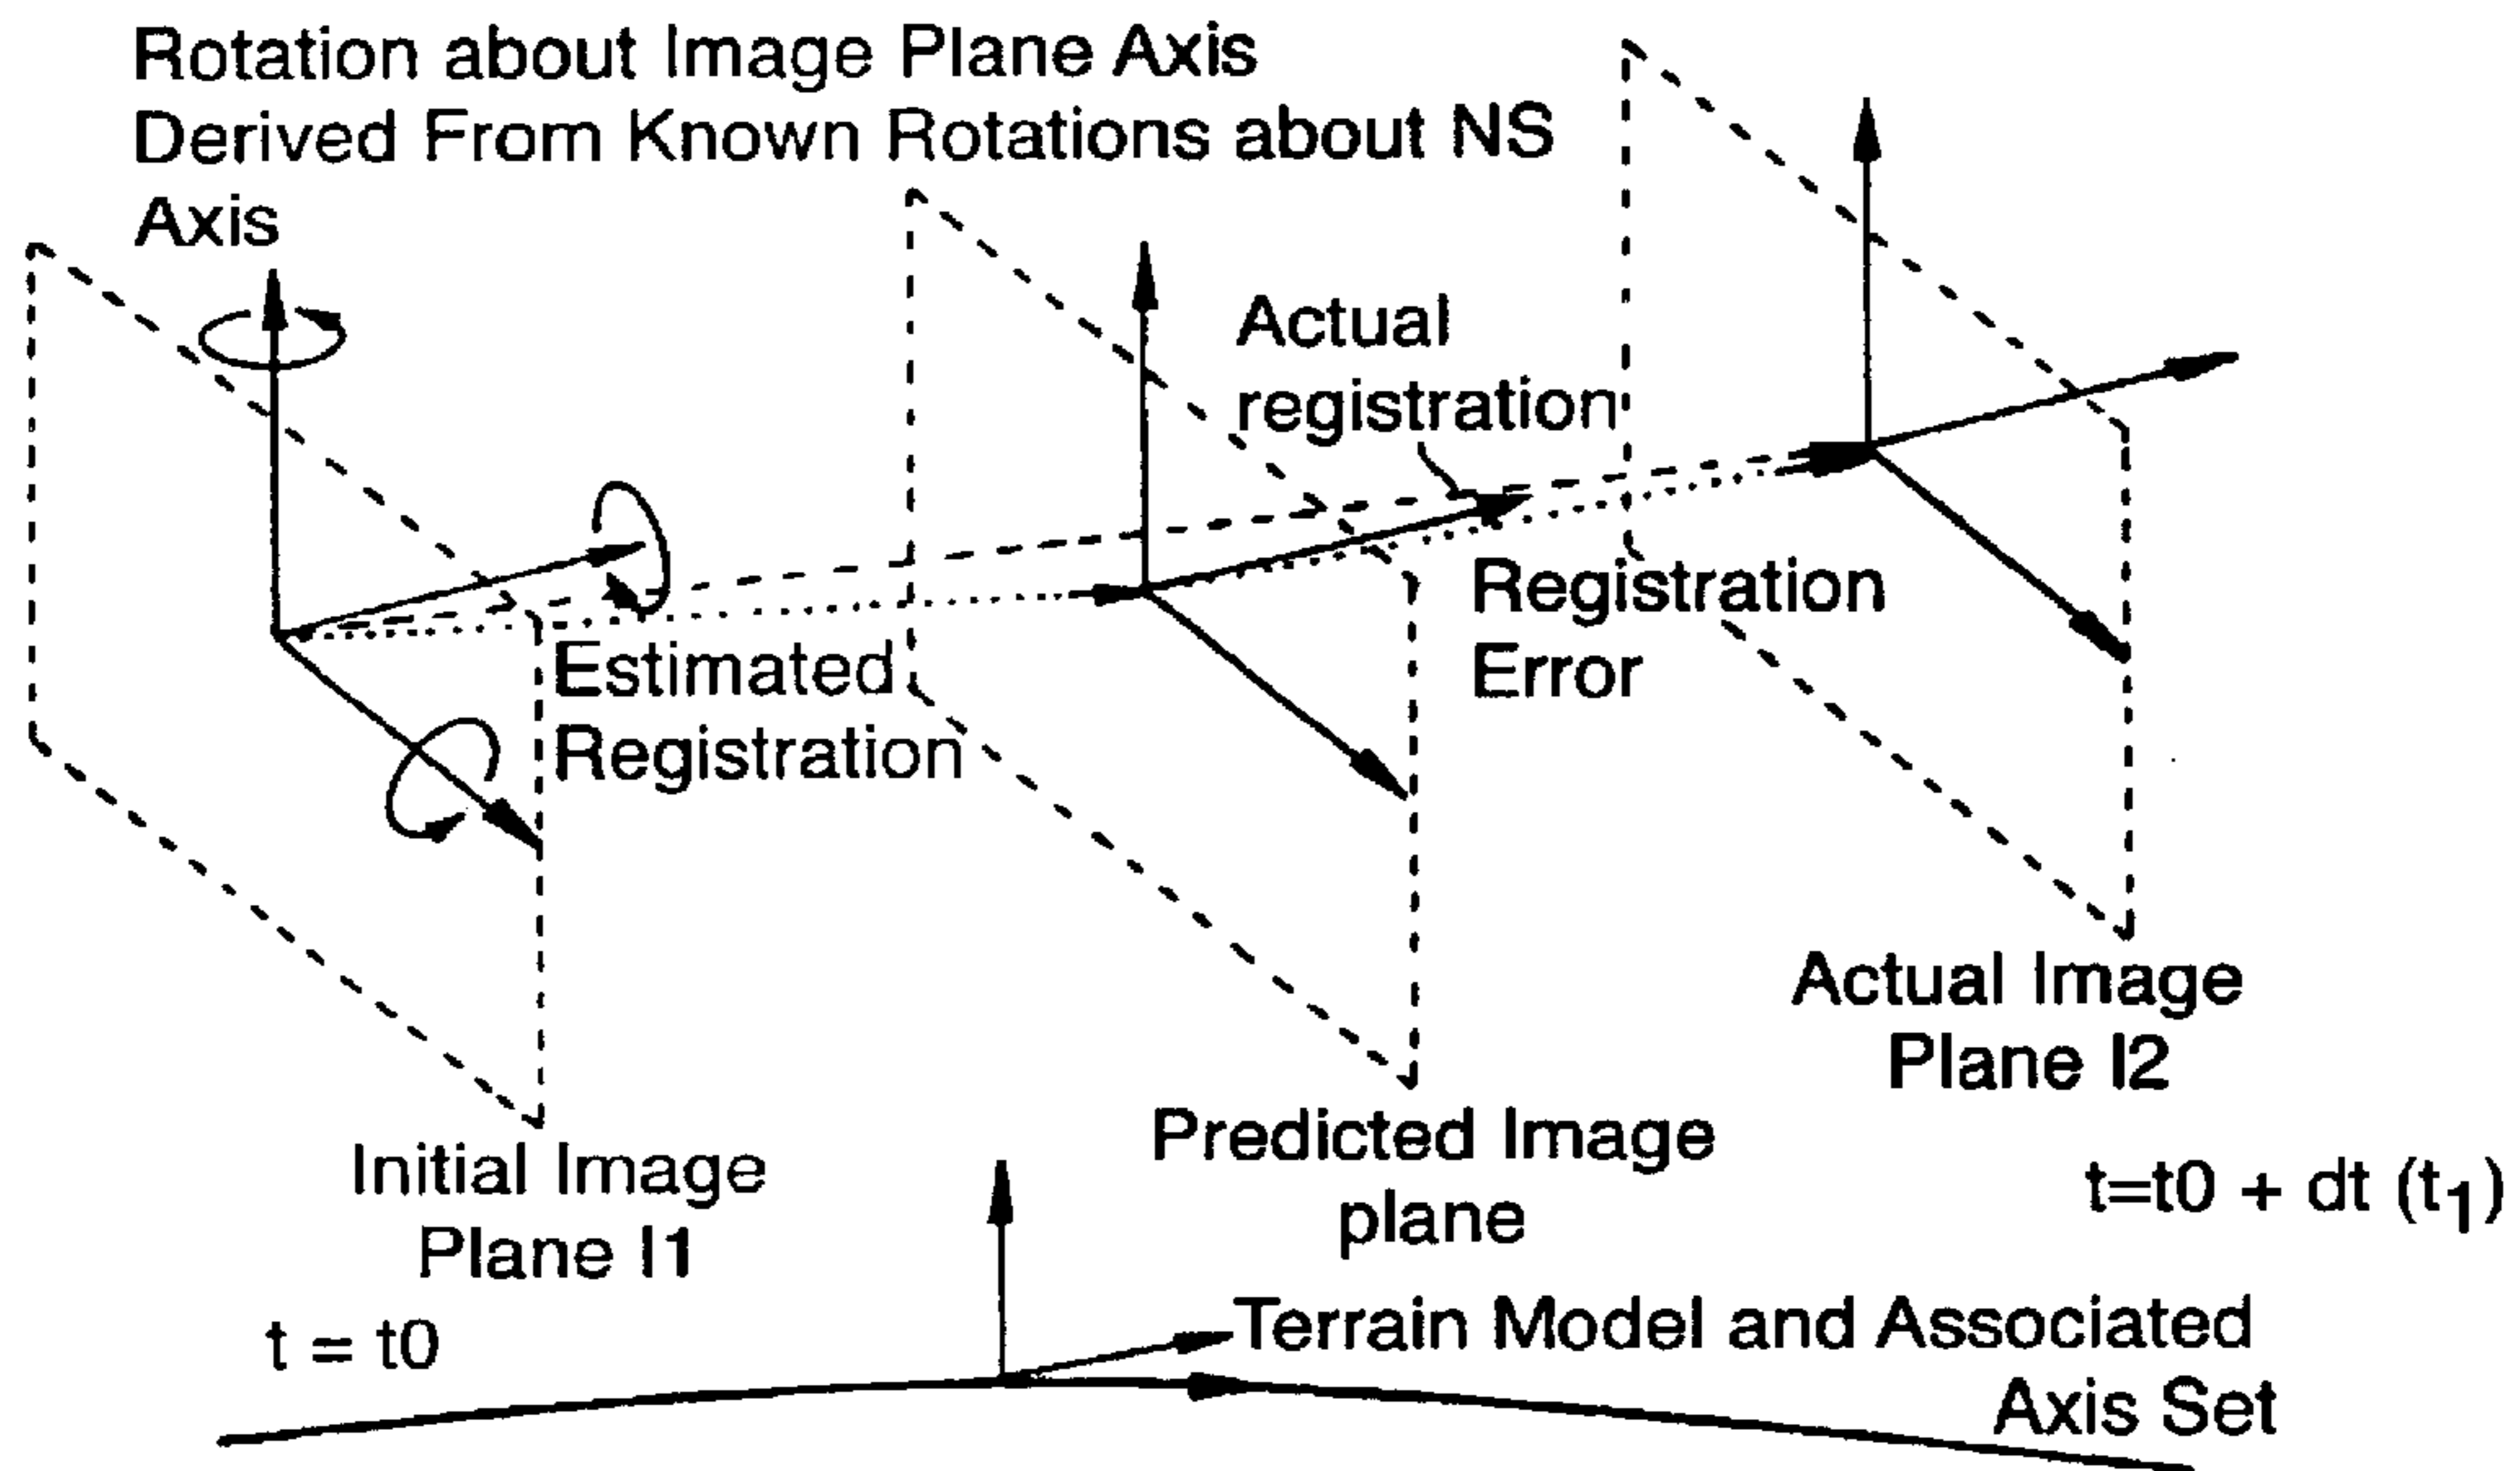 Rotation about Image Plane Axis
Derived From Known Rotations about NS
Axis
Actual
registration
Registration
Error
Estimated
Registration
Actual Image
Plane I2
Predicted Image
plane
Initial Image
Plane I1
t=t0 + dt (t₁)
t = t0
Terrain Model and Associated
Axis Set